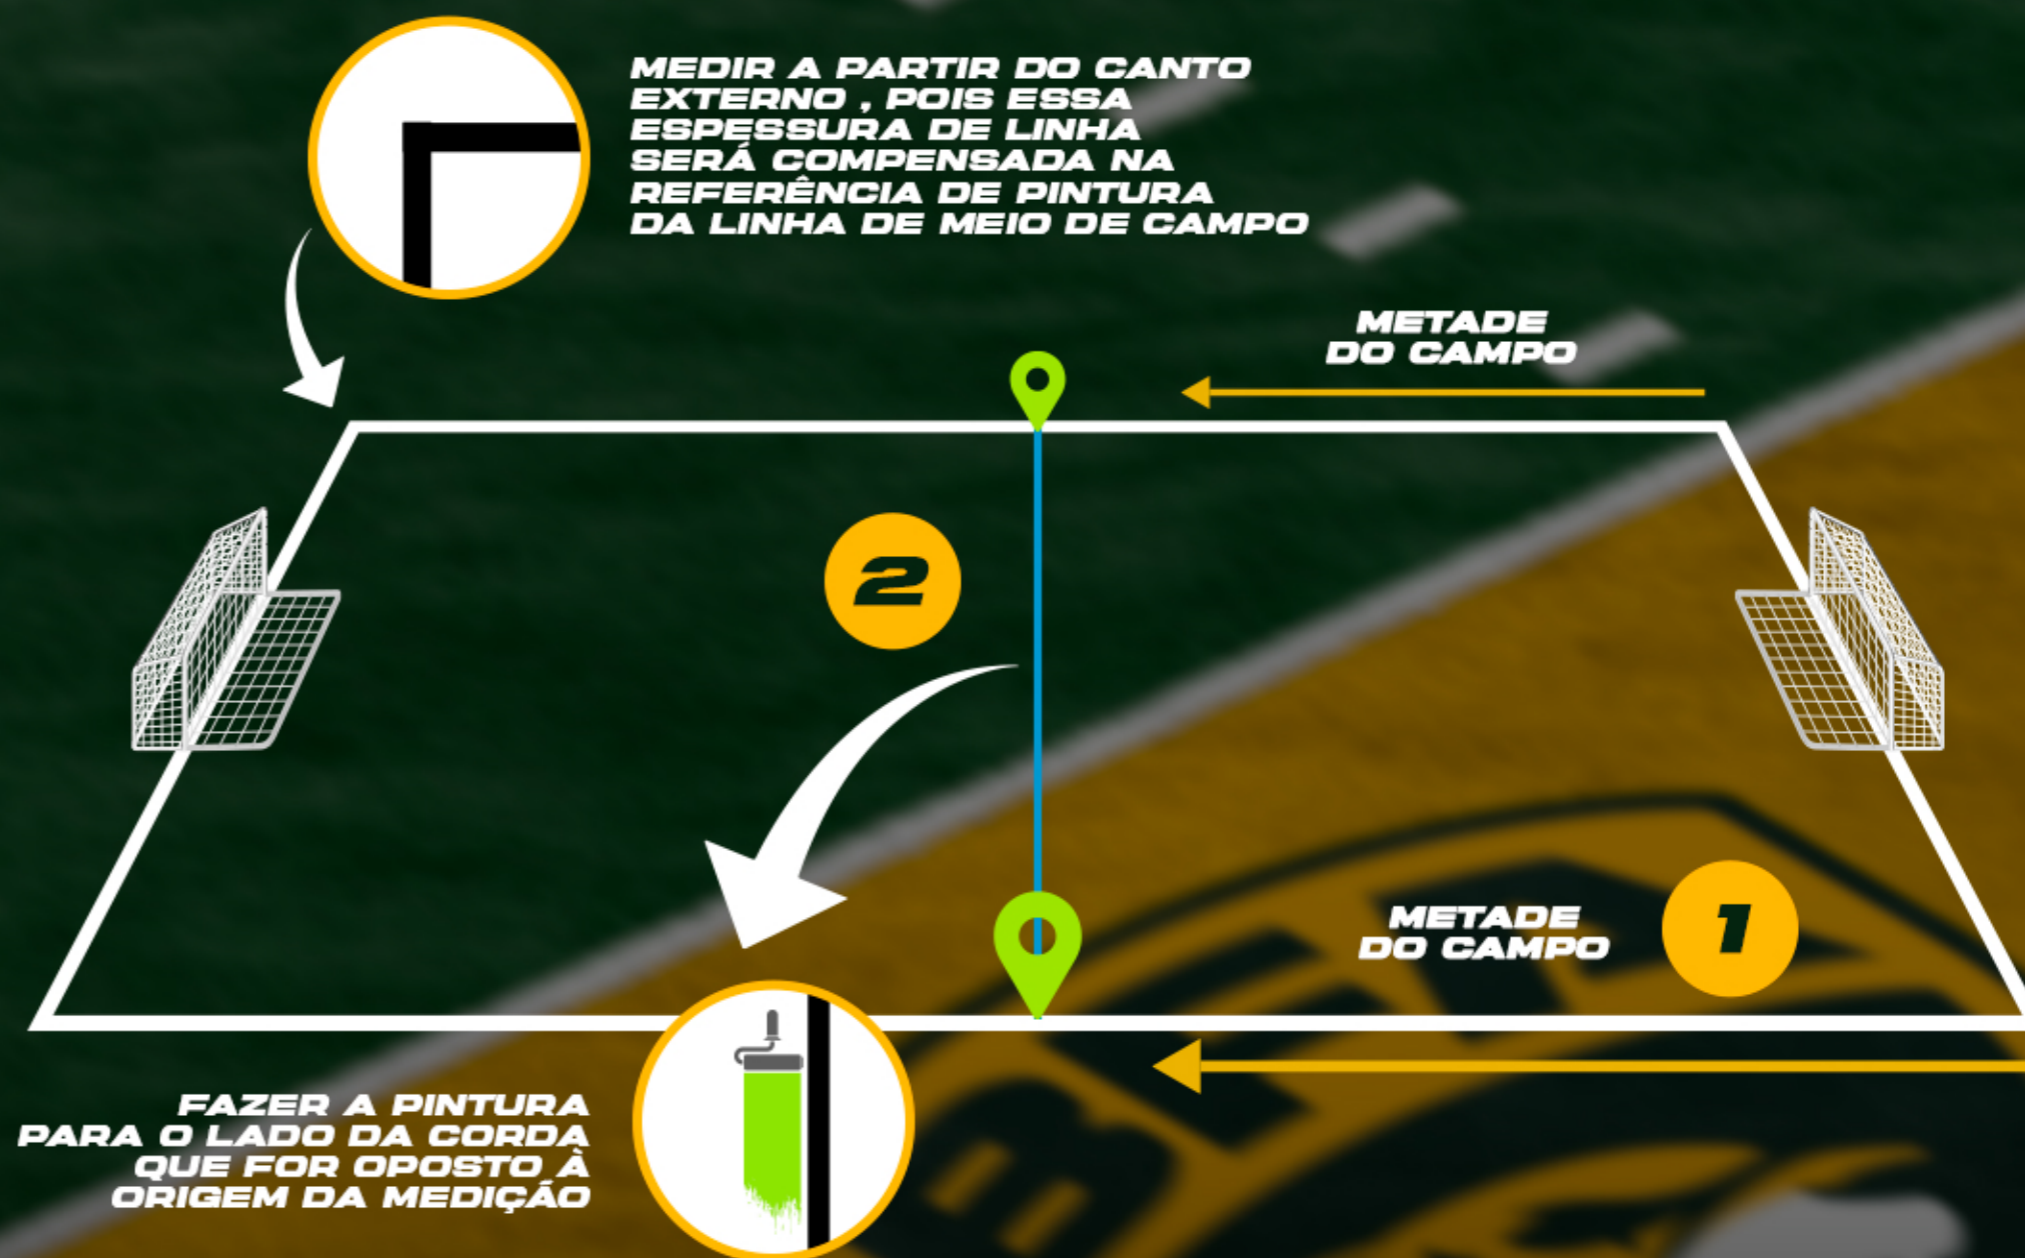 MEDIR A PARTIR DO CANTO
EXTERNO , POIS ESSA
ESPESSURA DE LINHA
SERÁ COMPENSADA NA
REFERÊNCIA DE PINTURA
DA LINHA DE MEIO DE CAMPO
METADE
DO CAMPO
2
METADE
DO CAMPO
1
FAZER A PINTURA
PARA O LADO DA CORDA
QUE FOR OPOSTO À
ORIGEM DA MEDIÇÃO